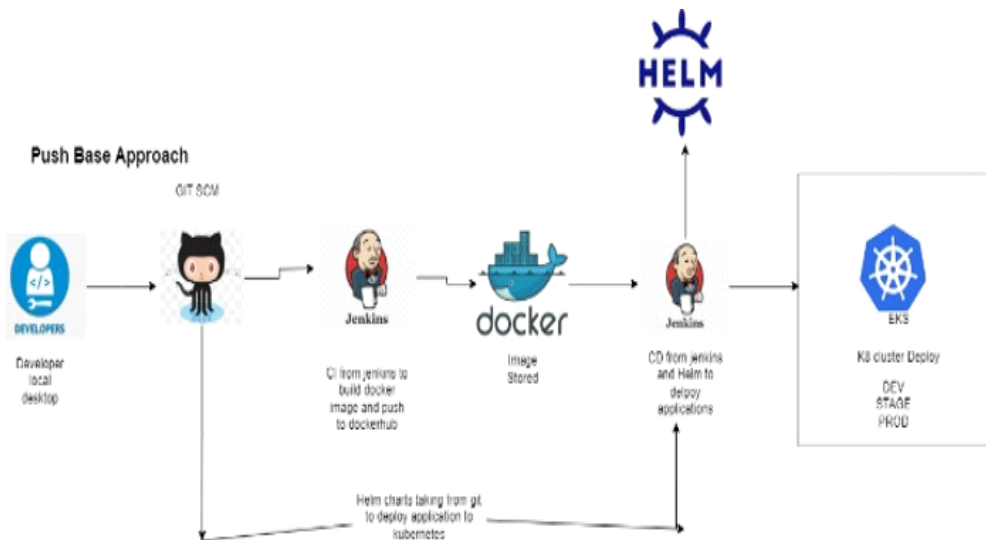 HELM
Push Base Approach
GIT SCM
DEVELOPERS
Developer
local
desktop
Jenkins
CI from jenkins to
build docker
image and push
to dockerhub
docker
Image
Stored
Jenkins
CD from jenkins
and Helm to
delpoy
applications
EKS
K8 cluster Deploy
DEV
STAGE
PROD
Helm charts taking from git
to deploy application to
kubernetes